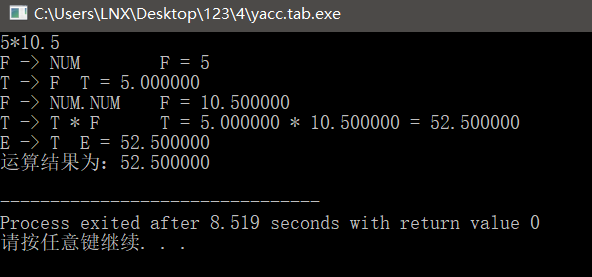 C:\Users\LNX\Desktop\123\4\yacc.tab.exe
5*10.5
F -> NUM        F = 5
T -> F  T = 5.000000
F -> NUM.NUM    F = 10.500000
T -> T * F      T = 5.000000 * 10.500000 = 52.500000
E -> T  E = 52.500000
运算结果为：52.500000
--------------------------------
Process exited after 8.519 seconds with return value 0
请按任意键继续. . .